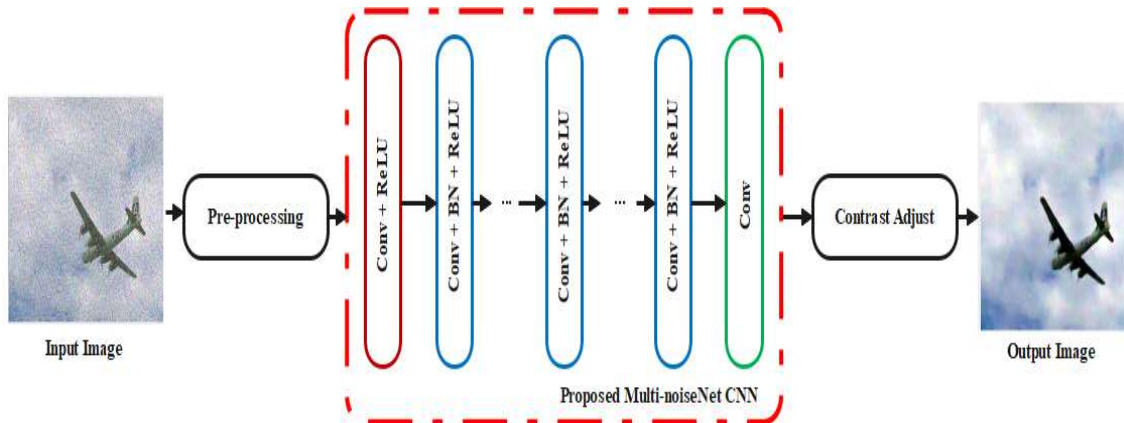 Input Image
Pre-processing
Conv + ReLU
Conv + BN + ReLU
...
Conv + BN + ReLU
...
Conv + BN + ReLU
Conv
Proposed Multi-noiseNet CNN
Contrast Adjust
Output Image